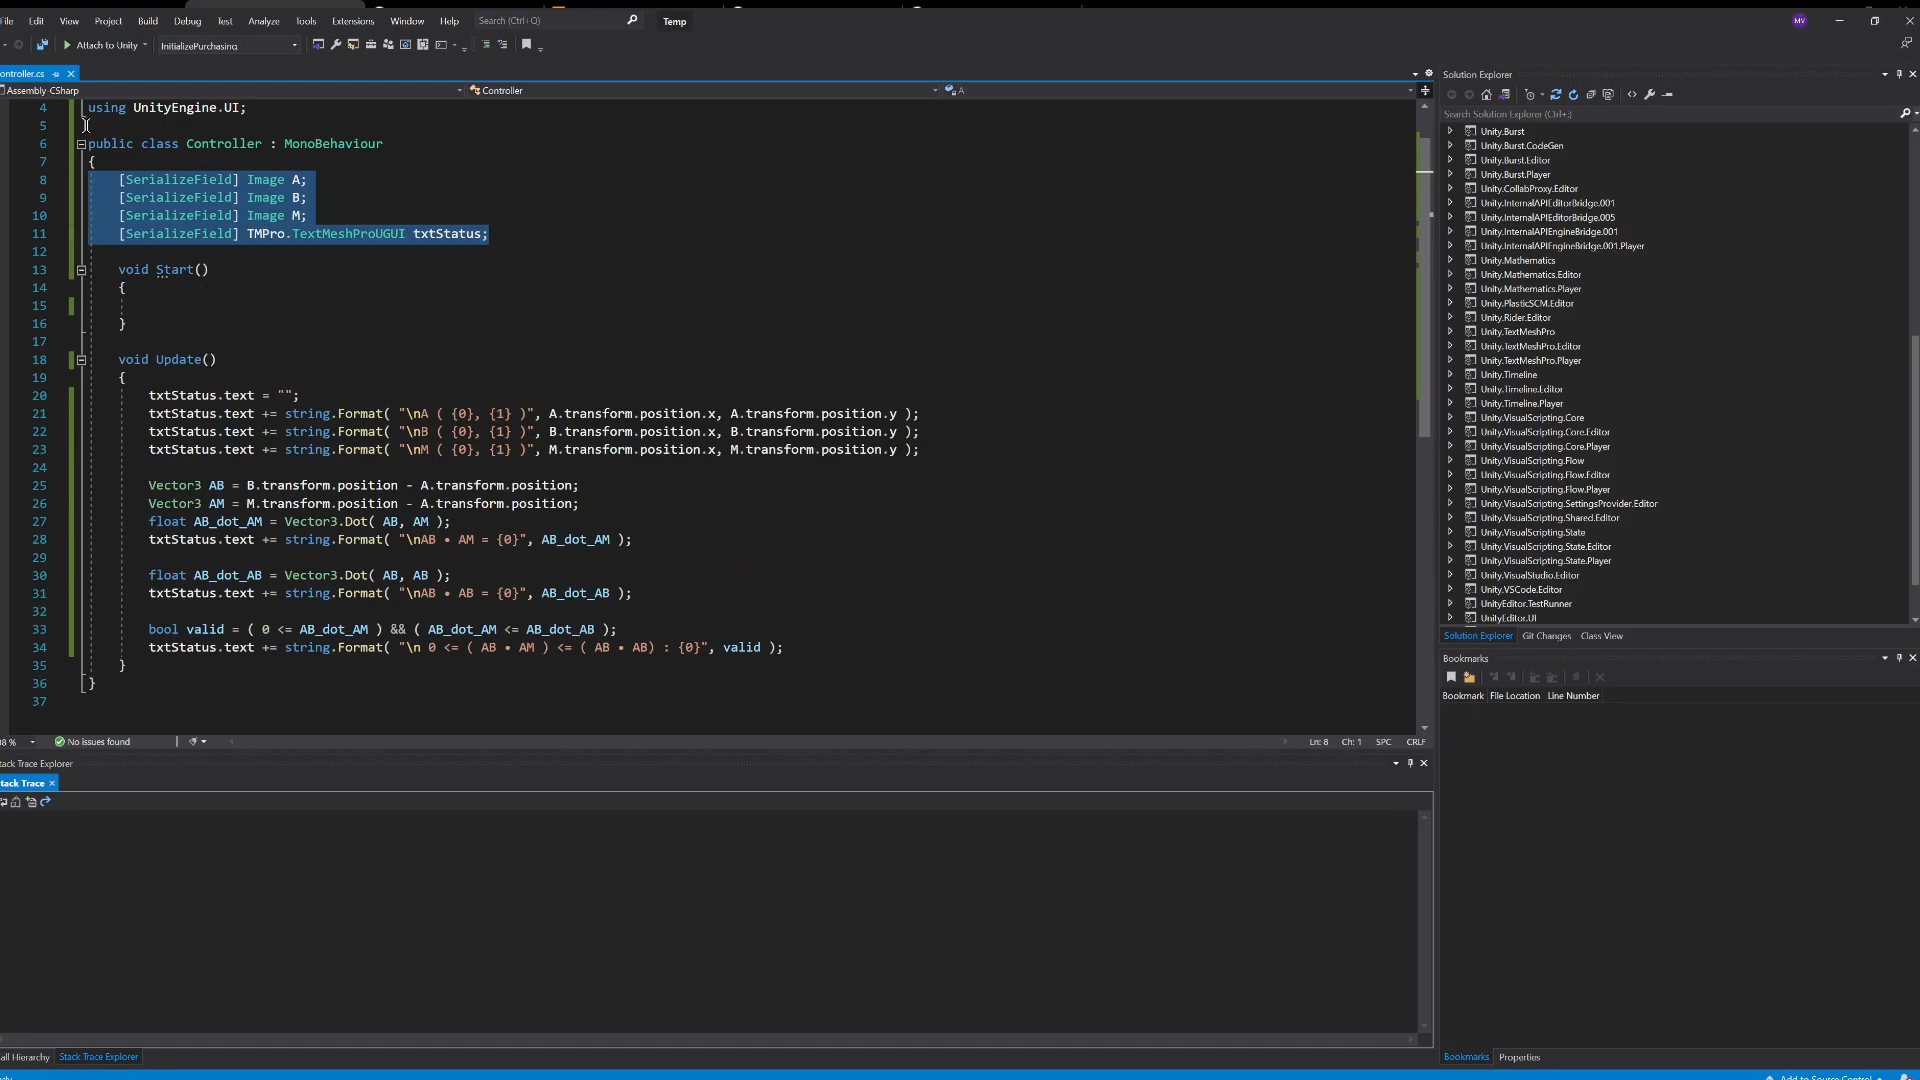 File Edit View Project Build Debug Test Analyze Tools Extensions Window Help Search (Ctrl+Q) Temp MV
Attach to Unity InitializePurchasing
ontroller.cs
Assembly-CSharp Controller A
4 using UnityEngine.UI;
5
6 public class Controller : MonoBehaviour
7 {
8 [SerializeField] Image A;
9 [SerializeField] Image B;
10 [SerializeField] Image M;
11 [SerializeField] TMPro.TextMeshProUGUI txtStatus;
12
13 void Start()
14 {
15
16 }
17
18 void Update()
19 {
20 txtStatus.text = "";
21 txtStatus.text += string.Format( "\nA ( {0}, {1} )", A.transform.position.x, A.transform.position.y );
22 txtStatus.text += string.Format( "\nB ( {0}, {1} )", B.transform.position.x, B.transform.position.y );
23 txtStatus.text += string.Format( "\nM ( {0}, {1} )", M.transform.position.x, M.transform.position.y );
24
25 Vector3 AB = B.transform.position - A.transform.position;
26 Vector3 AM = M.transform.position - A.transform.position;
27 float AB_dot_AM = Vector3.Dot( AB, AM );
28 txtStatus.text += string.Format( "\nAB • AM = {0}", AB_dot_AM );
29
30 float AB_dot_AB = Vector3.Dot( AB, AB );
31 txtStatus.text += string.Format( "\nAB • AB = {0}", AB_dot_AB );
32
33 bool valid = ( 0 <= AB_dot_AM ) && ( AB_dot_AM <= AB_dot_AB );
34 txtStatus.text += string.Format( "\n 0 <= ( AB • AM ) <= ( AB • AB) : {0}", valid );
35 }
36 }
37
8 % No issues found Ln: 8 Ch: 1 SPC CRLF
tack Trace Explorer
tack Trace
all Hierarchy Stack Trace Explorer
Solution Explorer
Search Solution Explorer (Ctrl+;)
Unity.Burst
Unity.Burst.CodeGen
Unity.Burst.Editor
Unity.Burst.Player
Unity.CollabProxy.Editor
Unity.InternalAPIEditorBridge.001
Unity.InternalAPIEditorBridge.005
Unity.InternalAPIEngineBridge.001
Unity.InternalAPIEngineBridge.001.Player
Unity.Mathematics
Unity.Mathematics.Editor
Unity.Mathematics.Player
Unity.PlasticSCM.Editor
Unity.Rider.Editor
Unity.TextMeshPro
Unity.TextMeshPro.Editor
Unity.TextMeshPro.Player
Unity.Timeline
Unity.Timeline.Editor
Unity.Timeline.Player
Unity.VisualScripting.Core
Unity.VisualScripting.Core.Editor
Unity.VisualScripting.Core.Player
Unity.VisualScripting.Flow
Unity.VisualScripting.Flow.Editor
Unity.VisualScripting.Flow.Player
Unity.VisualScripting.SettingsProvider.Editor
Unity.VisualScripting.Shared.Editor
Unity.VisualScripting.State
Unity.VisualScripting.State.Editor
Unity.VisualScripting.State.Player
Unity.VisualStudio.Editor
Unity.VSCode.Editor
UnityEditor.TestRunner
UnityEditor.UI
Solution Explorer Git Changes Class View
Bookmarks
Bookmark File Location Line Number
Bookmarks Properties
Add to Source Control